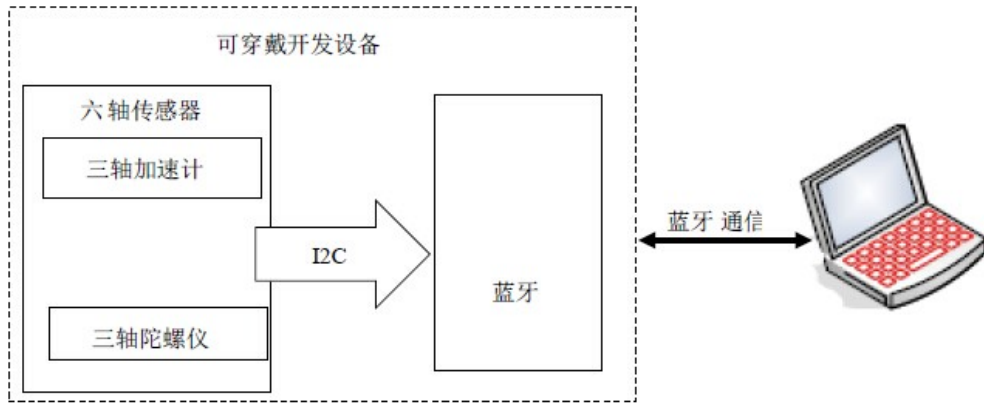 可穿戴开发设备
六轴传感器
三轴加速计
I2C
三轴陀螺仪
蓝牙
蓝牙 通信